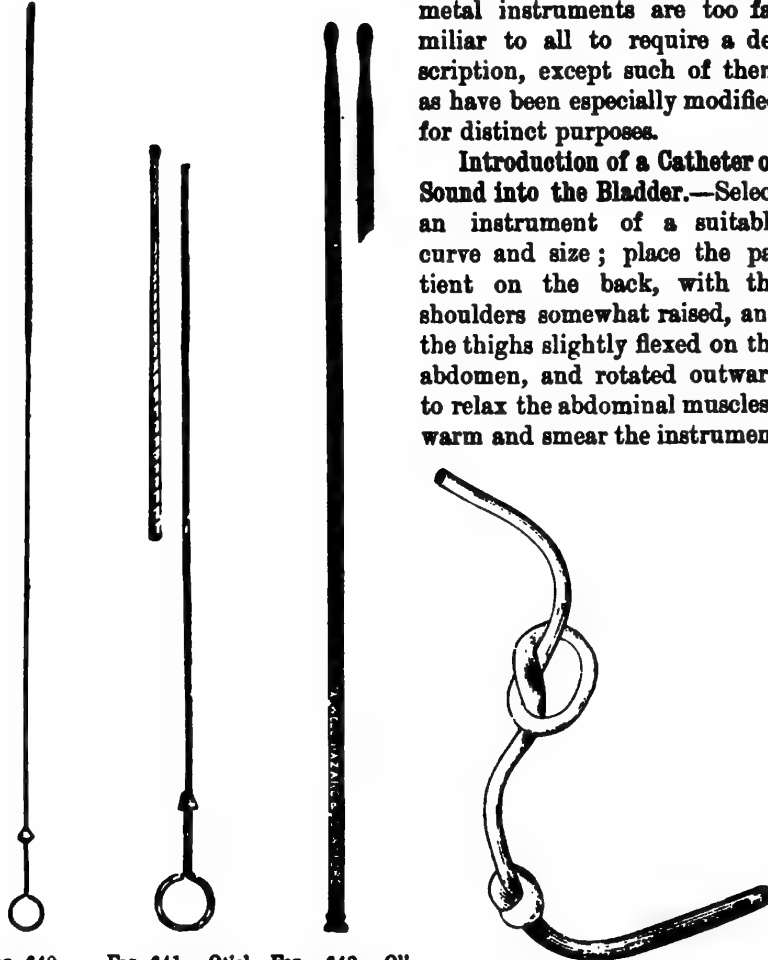 metal instruments are too fa
miliar to all to require a de
scription, except such of them
as have been especially modifie
for distinct purposes.
Introduction of a Catheter o
Sound into the Bladder.—Selec
an instrument of a suitabl
curve and size; place the pa
tient on the back, with th
shoulders somewhat raised, an
the thighs slightly flexed on th
abdomen, and rotated outwar
to relax the abdominal muscles
warm and smear the instrumen